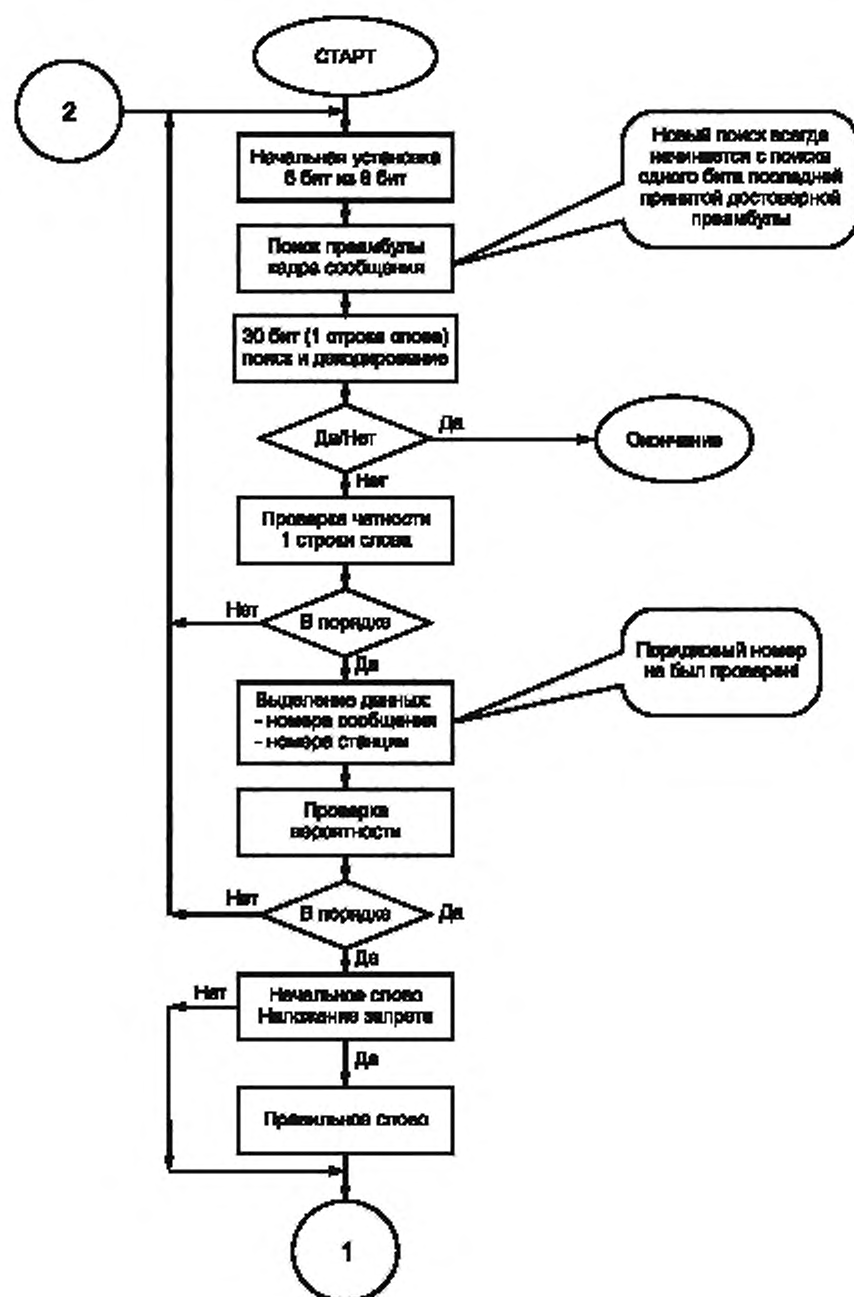 СТАРТ
2
Начальная установка
6 бит из 8 бит
Новый поиск всегда
начинается с поиска
одного бита последней
принятой достоверной
преамбулы
Поиск преамбулы
кадра сообщения
30 бит (1 строка слова)
поиск и декодирование
Да/Нет
Да
Окончание
Нет
Проверка четности
1 строки слова
Нет
В порядке
Да
Порядковый номер
не был проверен!
Выделение данных:
- номера сообщения
- номера станции
Проверка
вероятности
Нет
В порядке
Да
Да
Нет
Начальное слово
Наложение запрета
Да
Правильное слово
1